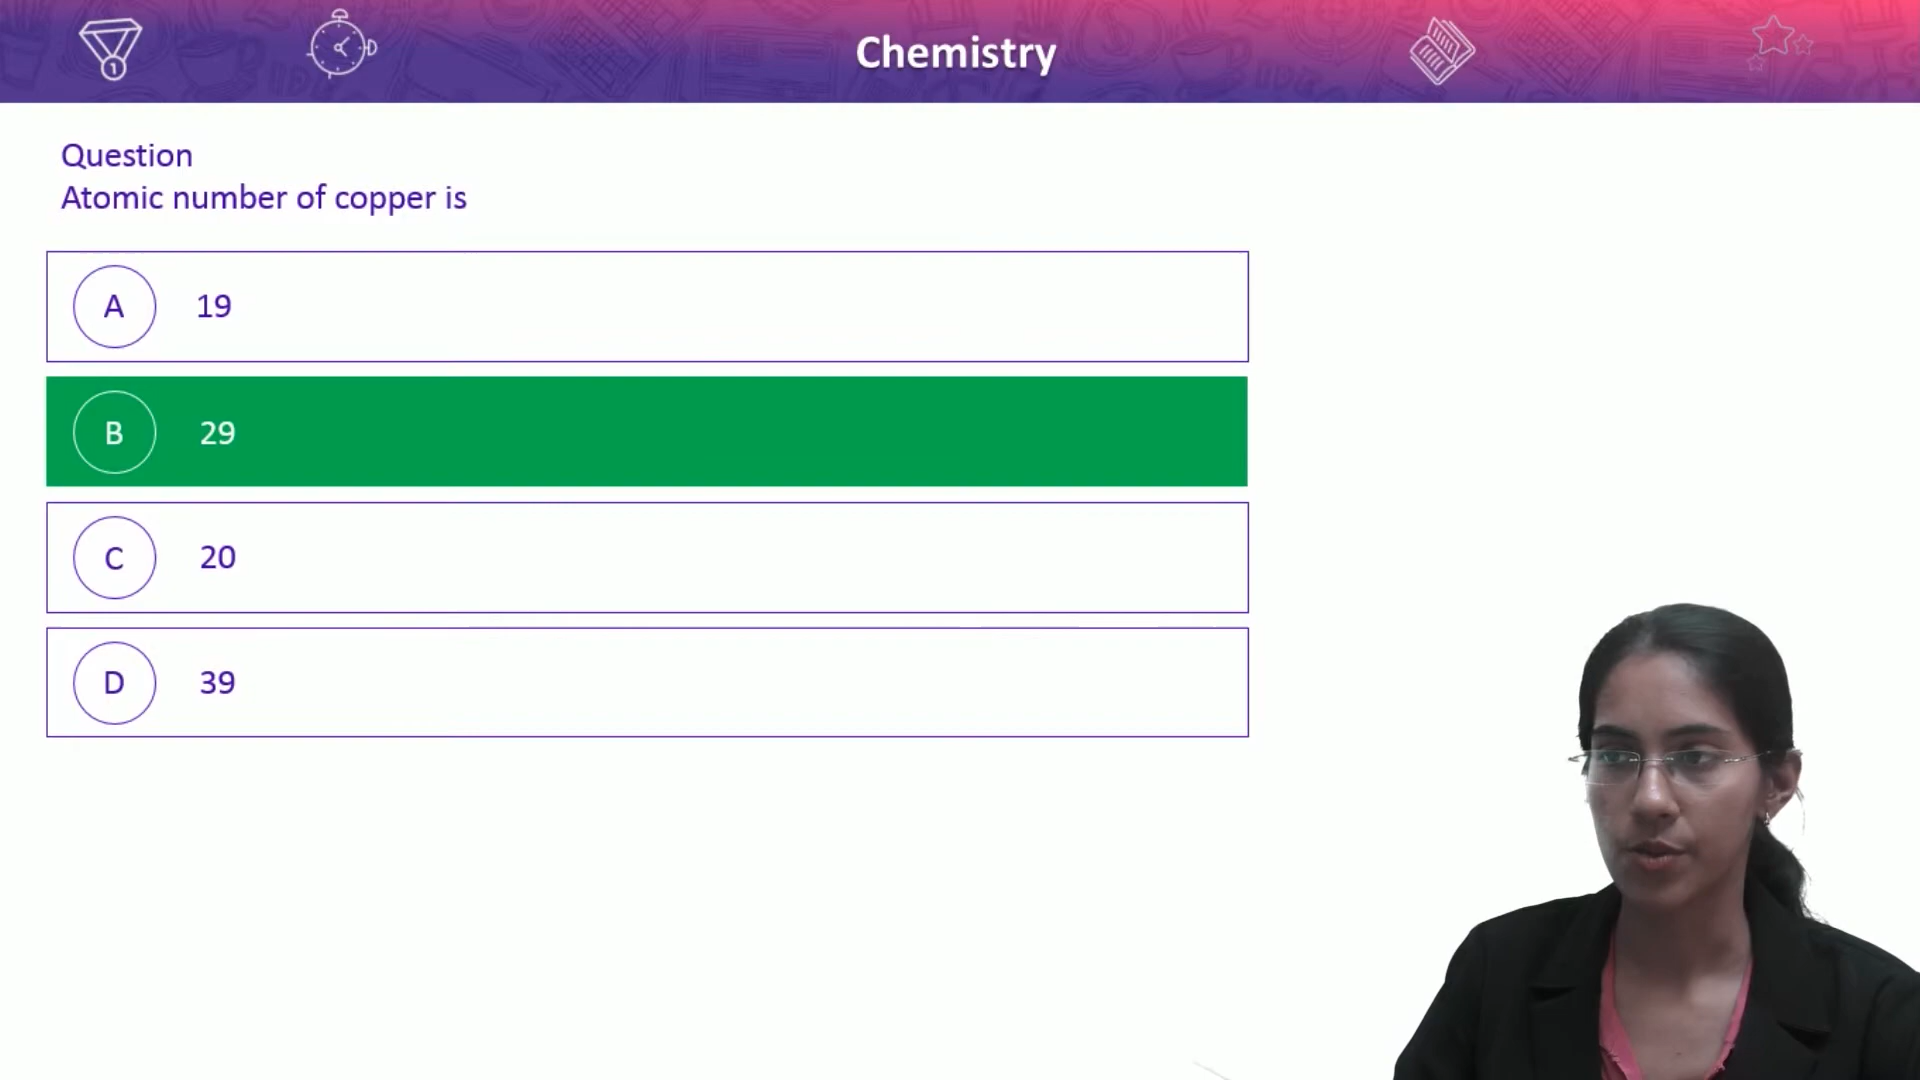 Chemistry
Question
Atomic number of copper is
A 19
B 29
C 20
D 39